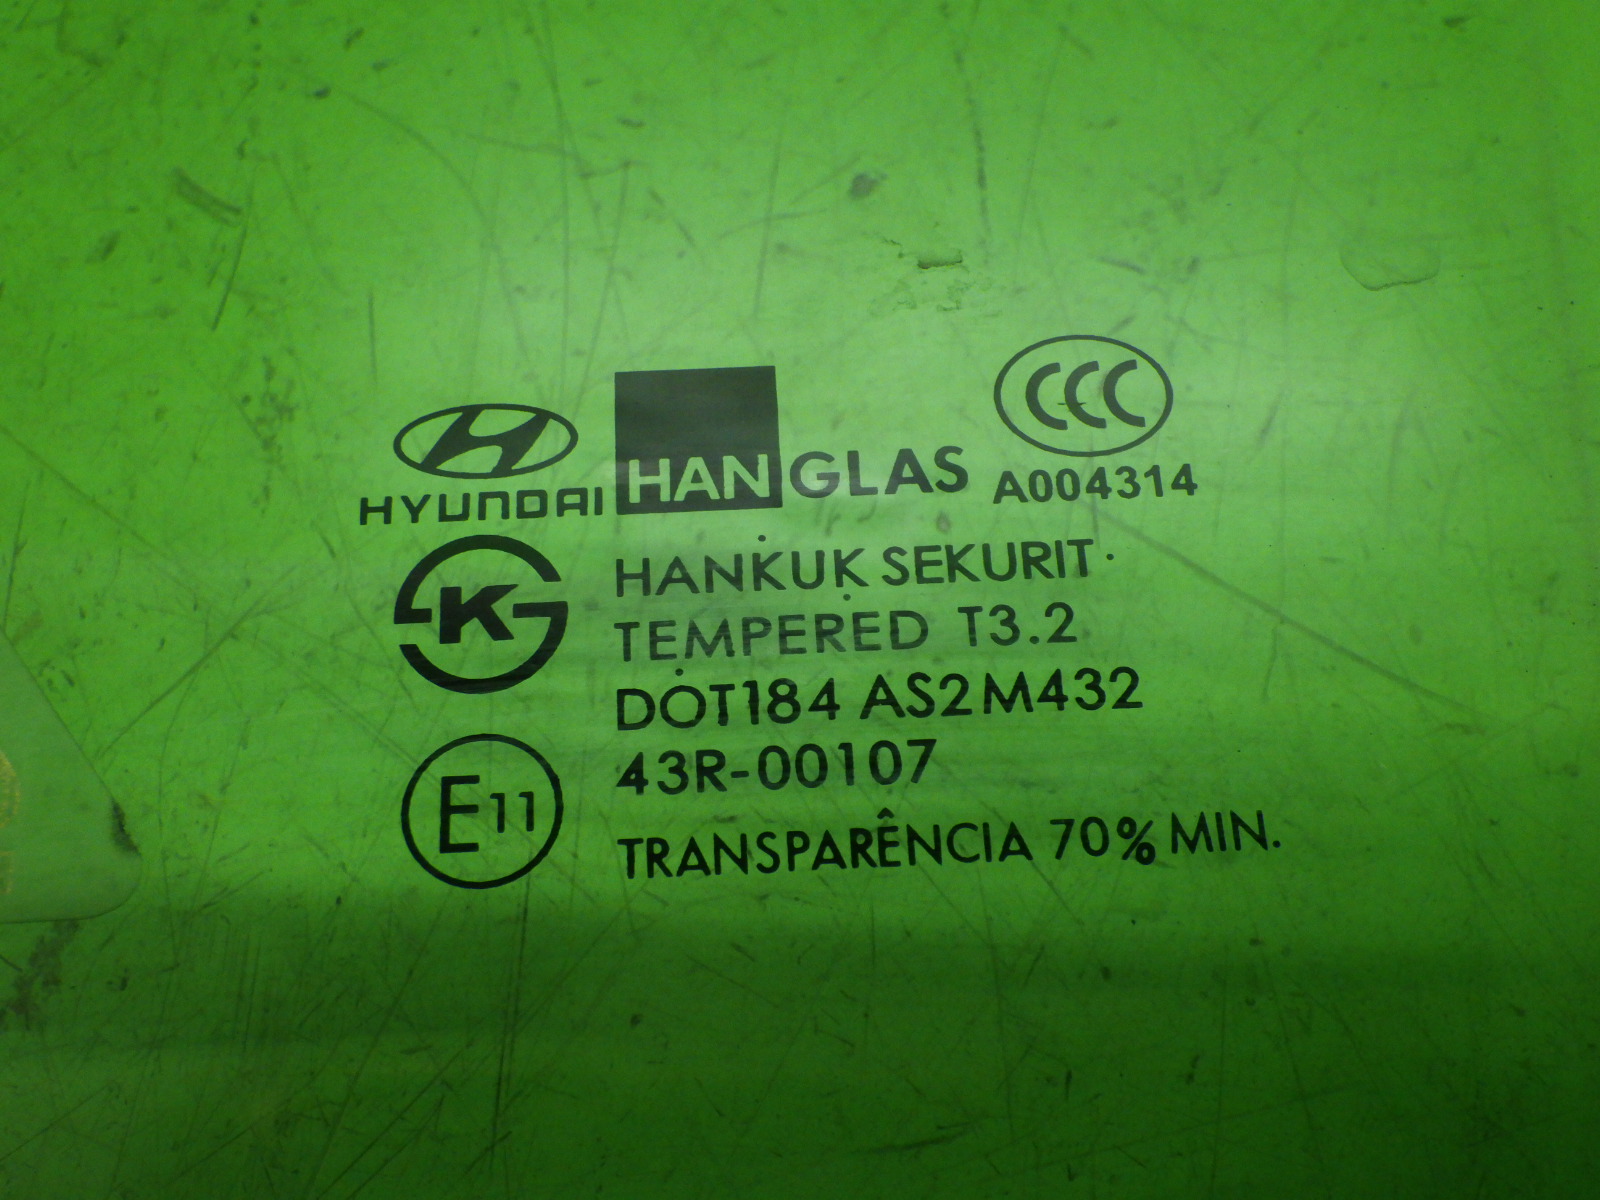 HYUNDAI HANGLAS CCC
A004314
K
HANKUK SEKURIT
TEMPERED T3.2
DOT184 AS2 M432
43R-00107
E11
TRANSPARÊNCIA 70% MIN.